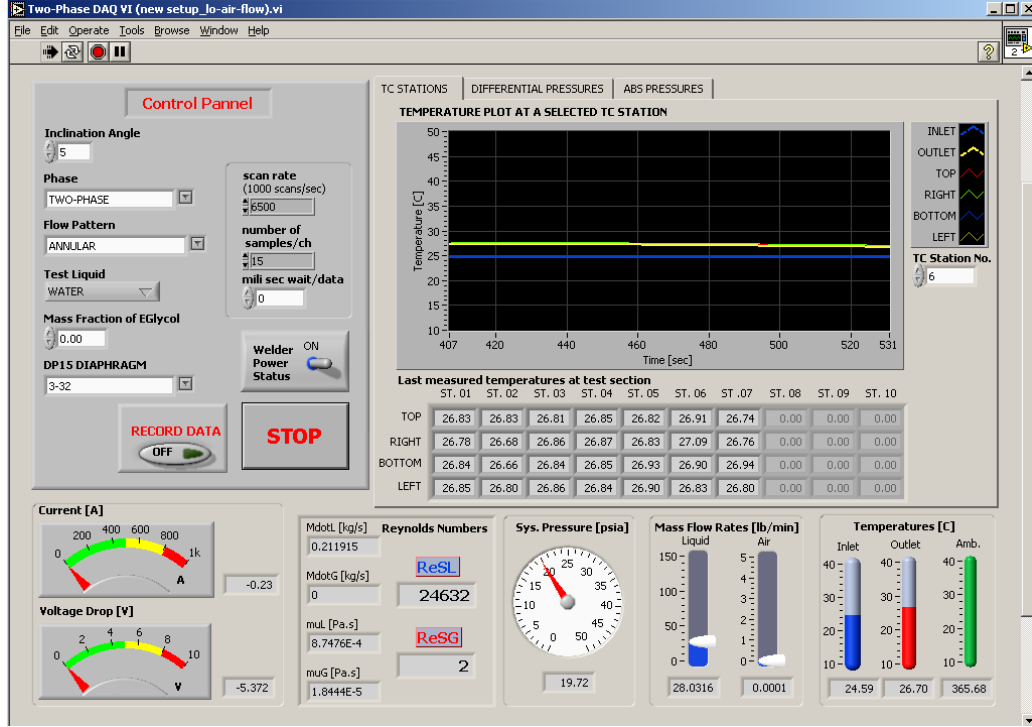 Two-Phase DAQ VI (new setup_lo-air-flow).vi
File Edit Operate Tools Browse Window Help
2
?
Control Pannel
Inclination Angle
5
Phase
TWO-PHASE
Flow Pattern
ANNULAR
Test Liquid
WATER
Mass Fraction of EGlycol
0.00
DP15 DIAPHRAGM
3-32
scan rate
(1000 scans/sec)
6500
number of
samples/ch
15
mili sec wait/data
0
Welder
Power
Status
ON
RECORD DATA
OFF
STOP
TC STATIONS DIFFERENTIAL PRESSURES ABS PRESSURES
TEMPERATURE PLOT AT A SELECTED TC STATION
Temperature [C]
50
45
40
35
30
25
20
15
10
407 420 440 460 480 500 520 531
Time [sec]
INLET
OUTLET
TOP
RIGHT
BOTTOM
LEFT
TC Station No.
6
Last measured temperatures at test section
ST. 01 ST. 02 ST. 03 ST. 04 ST. 05 ST. 06 ST .07 ST. 08 ST. 09 ST. 10
TOP 26.83 26.83 26.81 26.85 26.82 26.91 26.74 0.00 0.00 0.00
RIGHT 26.78 26.68 26.86 26.87 26.83 27.09 26.76 0.00 0.00 0.00
BOTTOM 26.84 26.66 26.84 26.85 26.93 26.90 26.94 0.00 0.00 0.00
LEFT 26.85 26.80 26.86 26.84 26.90 26.83 26.80 0.00 0.00 0.00
Current [A]
0 200 400 600 800 1k
A
-0.23
Voltage Drop [V]
0 2 4 6 8 10
V
-5.372
MdotL [kg/s]
0.211915
MdotG [kg/s]
0
muL [Pa.s]
8.7476E-4
muG [Pa.s]
1.8444E-5
Reynolds Numbers
ReSL
24632
ReSG
2
Sys. Pressure [psia]
0 5 10 15 20 25 30 35 40 45 50
19.72
Mass Flow Rates [lb/min]
Liquid Air
150 100 50 0
5 4 3 2 1 0
28.0316 0.0001
Temperatures [C]
Inlet Outlet Amb.
40 30 20 10
40 30 20 10
40 30 20 10
24.59 26.70 365.68